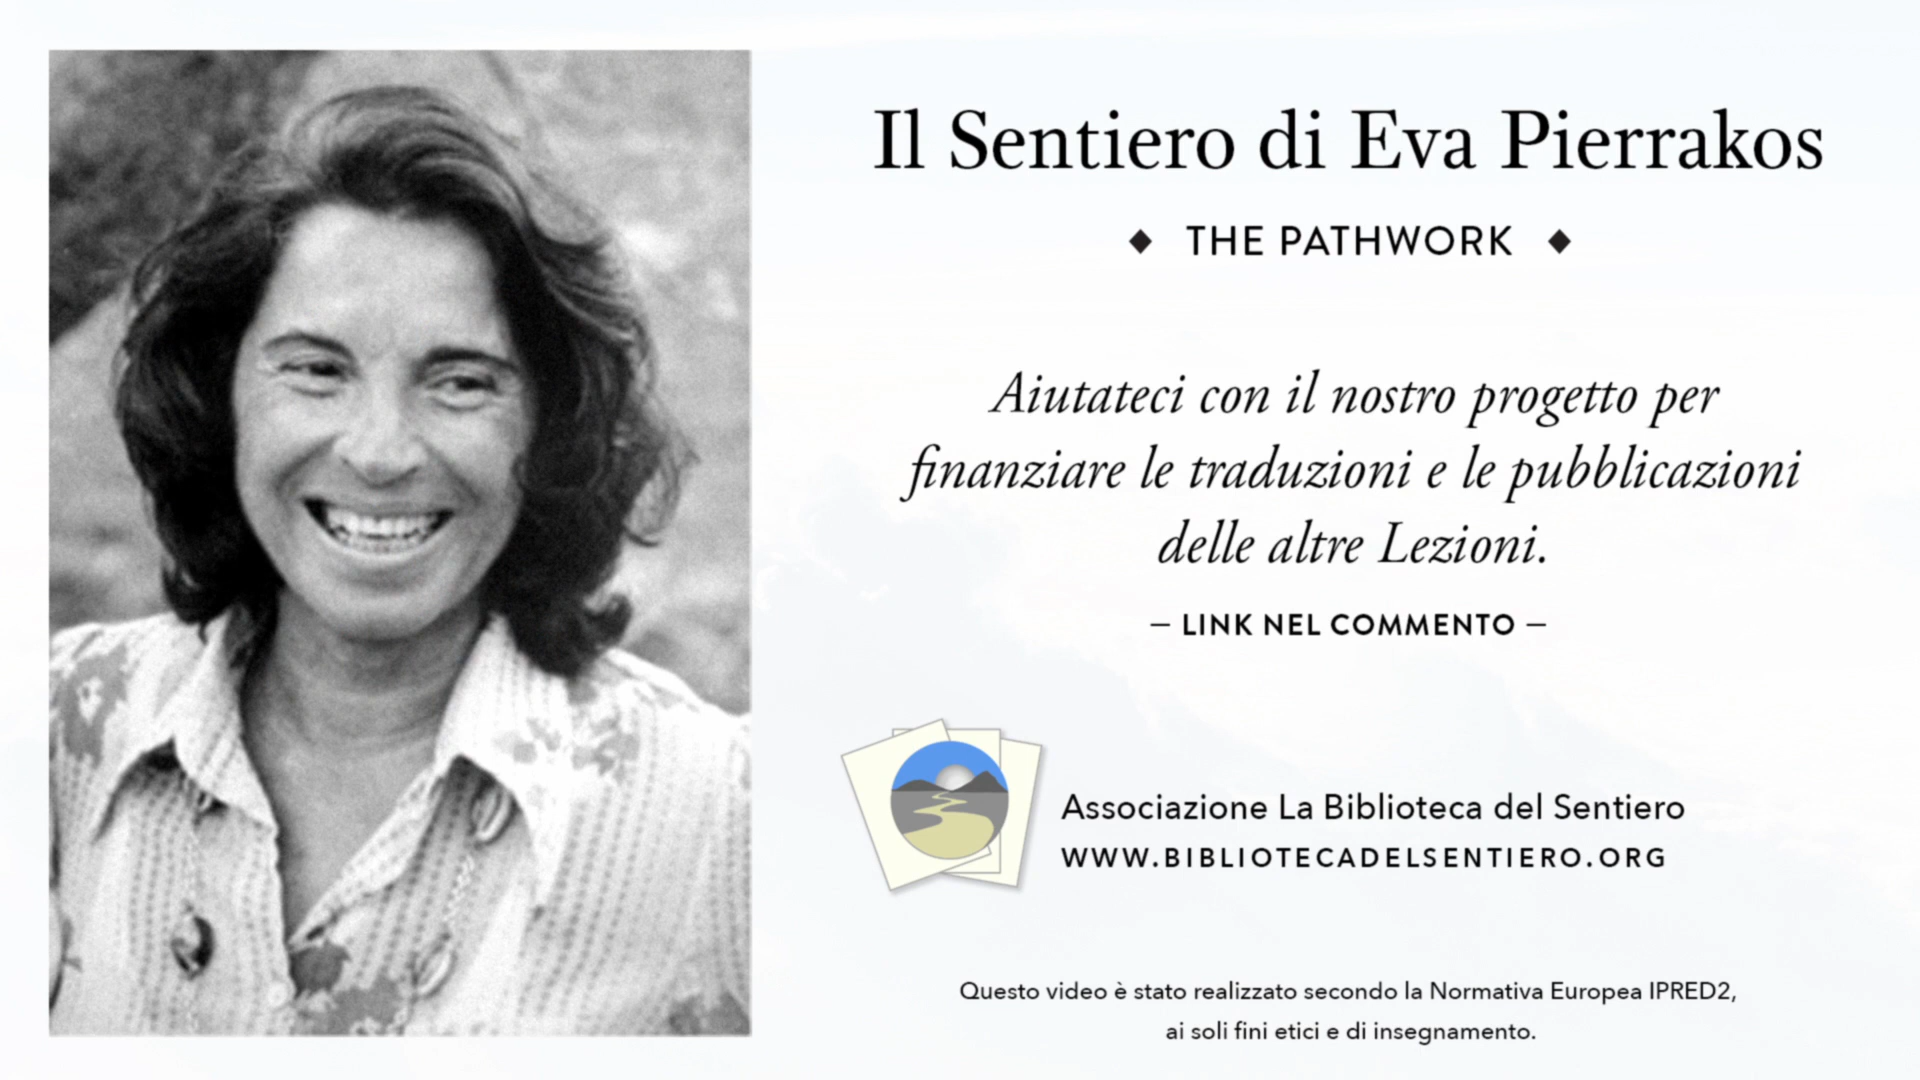 Il Sentiero di Eva Pierrakos
◆ THE PATHWORK ◆
Aiutateci con il nostro progetto per
finanziare le traduzioni e le pubblicazioni
delle altre Lezioni.
– LINK NEL COMMENTO –
Associazione La Biblioteca del Sentiero
WWW.BIBLIOTECADELSENTIERO.ORG
Questo video è stato realizzato secondo la Normativa Europea IPRED2,
ai soli fini etici e di insegnamento.